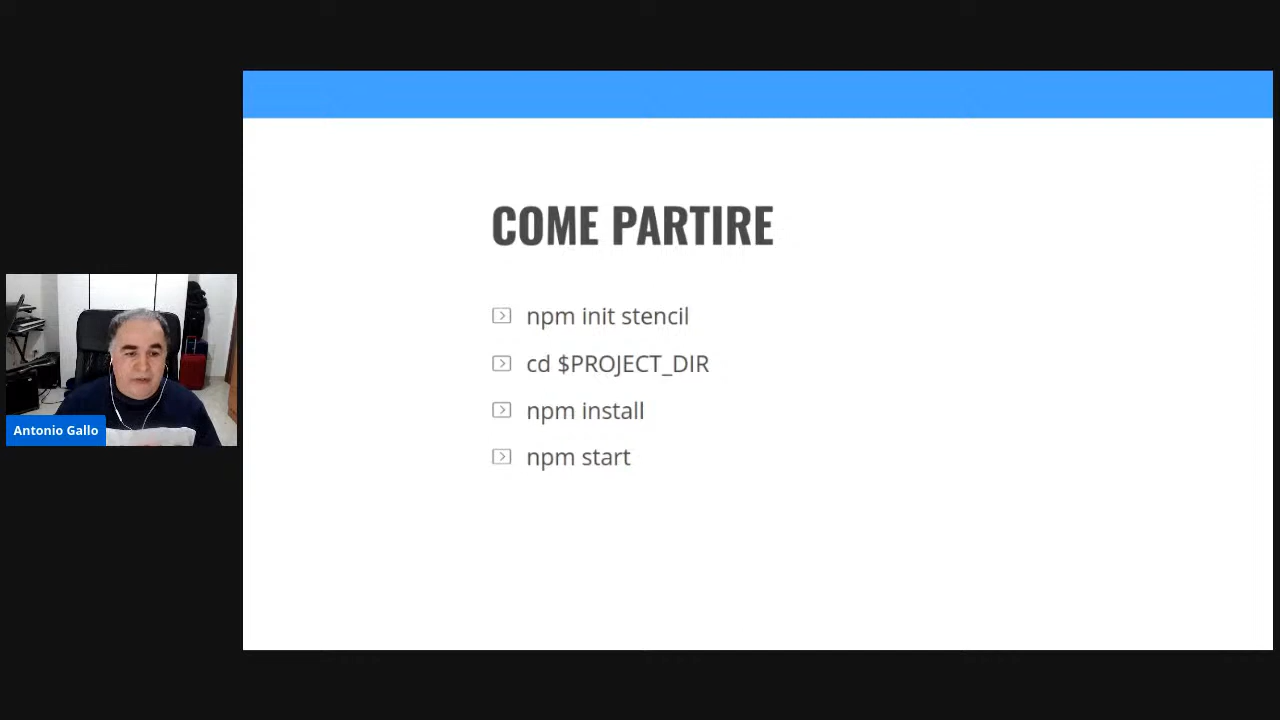 COME PARTIRE
npm init stencil
cd $PROJECT_DIR
npm install
npm start
Antonio Gallo